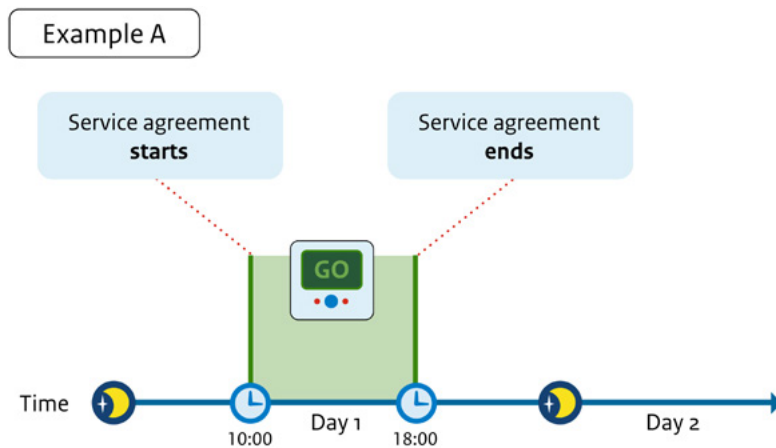 Example A
Service agreement
starts
Service agreement
ends
GO
Time
Day 1
Day 2
10:00
18:00